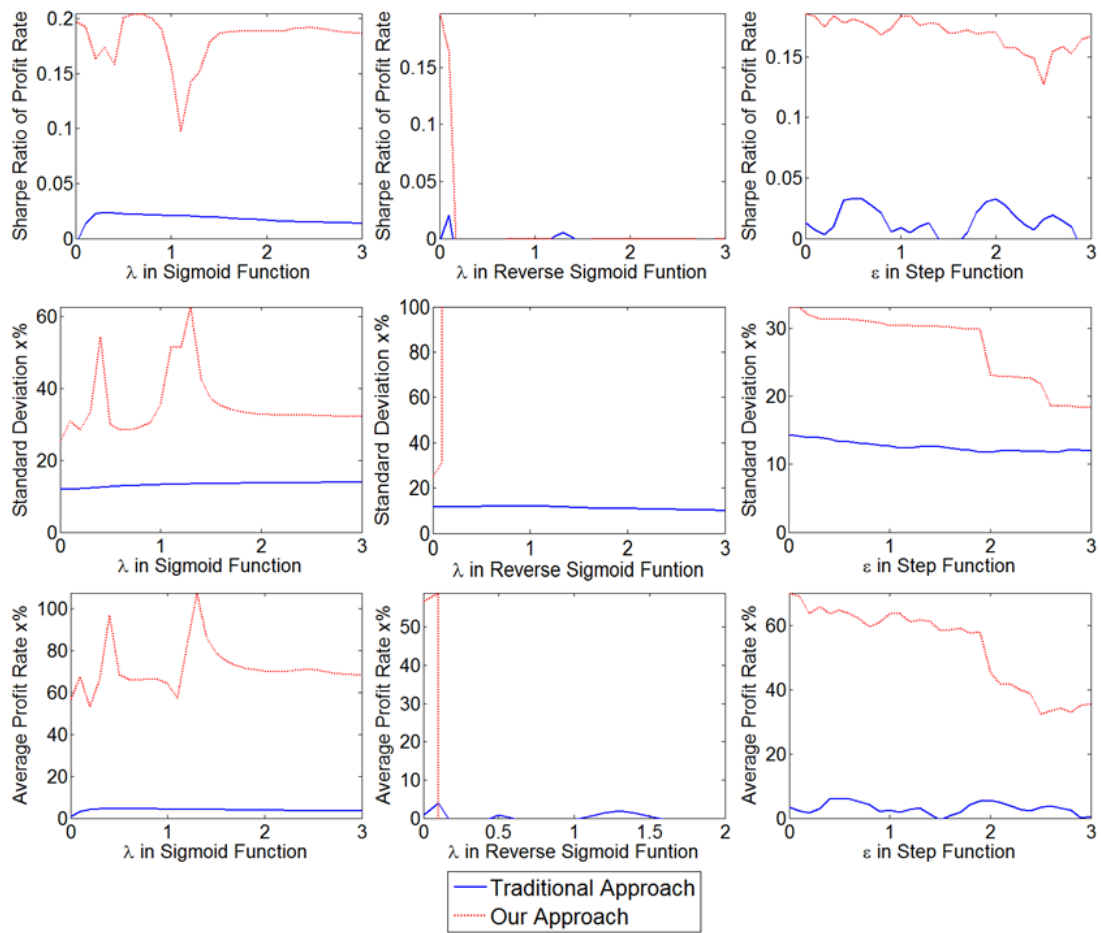 Sharpe Ratio of Profit Rate
0.2
0.15
0.1
0.05
0
0 1 2 3
λ in Sigmoid Function
Sharpe Ratio of Profit Rate
0.15
0.1
0.05
0
0 1 2 3
λ in Reverse Sigmoid Funtion
Sharpe Ratio of Profit Rate
0.15
0.1
0.05
0
0 1 2 3
ε in Step Function
Standard Deviation x%
60
40
20
0
0 1 2 3
λ in Sigmoid Function
Standard Deviation x%
100
80
60
40
20
0
0 1 2 3
λ in Reverse Sigmoid Funtion
Standard Deviation x%
30
20
10
0
0 1 2 3
ε in Step Function
Average Profit Rate x%
100
80
60
40
20
0
0 1 2 3
λ in Sigmoid Function
Average Profit Rate x%
50
40
30
20
10
0
0 0.5 1 1.5 2
λ in Reverse Sigmoid Funtion
Average Profit Rate x%
60
40
20
0
0 1 2 3
ε in Step Function
Traditional Approach
Our Approach